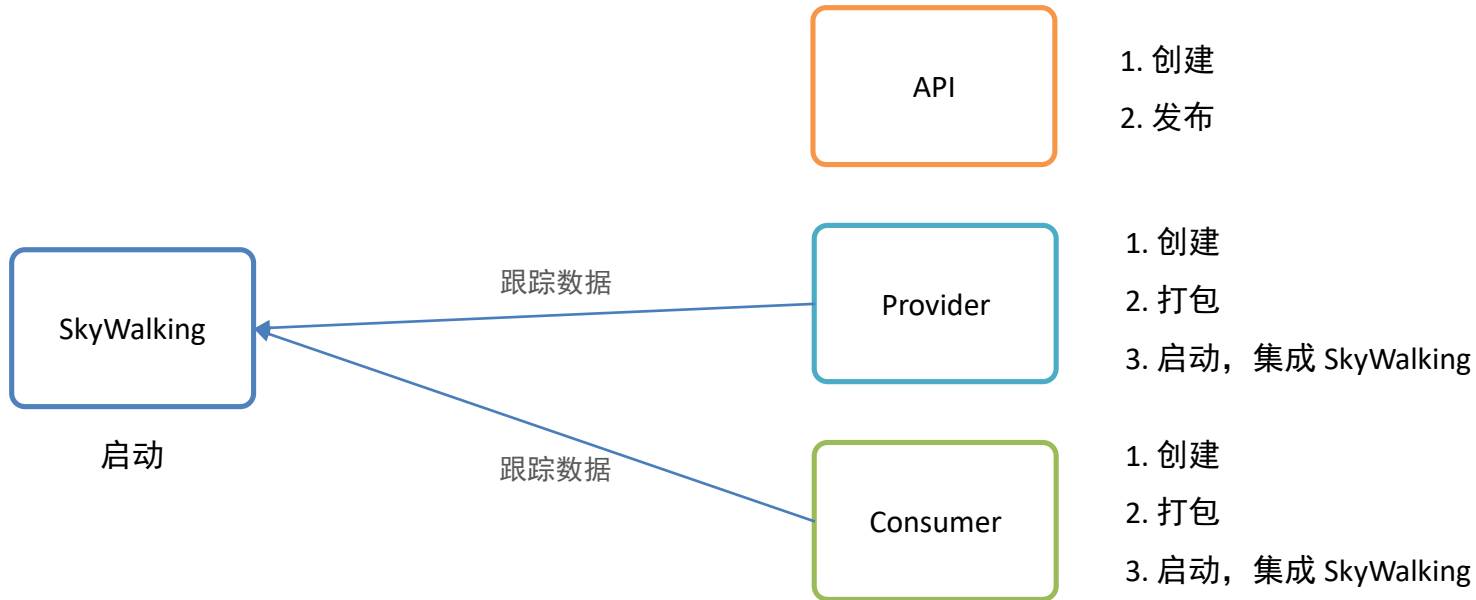 API
1. 创建
2. 发布
SkyWalking
启动
跟踪数据
跟踪数据
Provider
1. 创建
2. 打包
3. 启动，集成 SkyWalking
Consumer
1. 创建
2. 打包
3. 启动，集成 SkyWalking